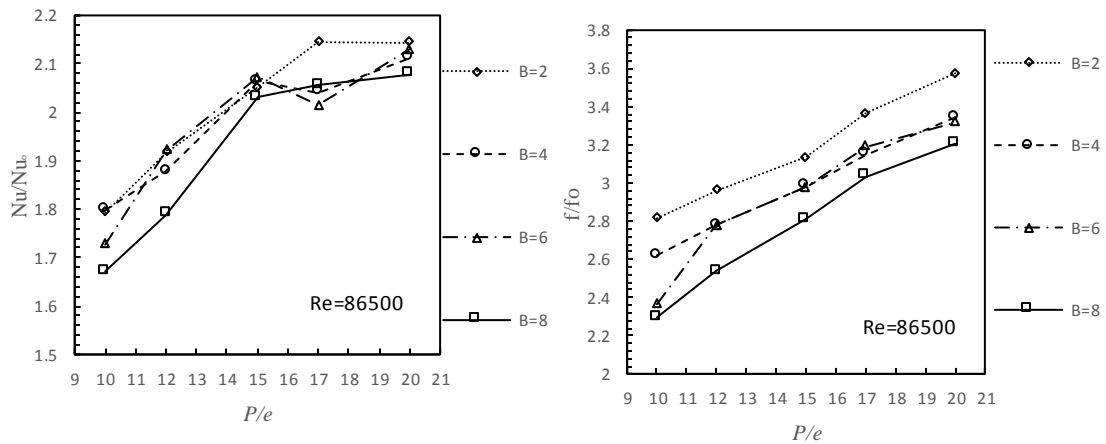 2.2
2.1
2
1.9
1.8
1.7
1.6
1.5
Nu/Nuₒ
9 10 11 12 13 14 15 16 17 18 19 20 21
P/e
Re=86500
B=2
B=4
B=6
B=8
3.8
3.6
3.4
3.2
3
2.8
2.6
2.4
2.2
2
f/fo
9 10 11 12 13 14 15 16 17 18 19 20 21
P/e
Re=86500
B=2
B=4
B=6
B=8